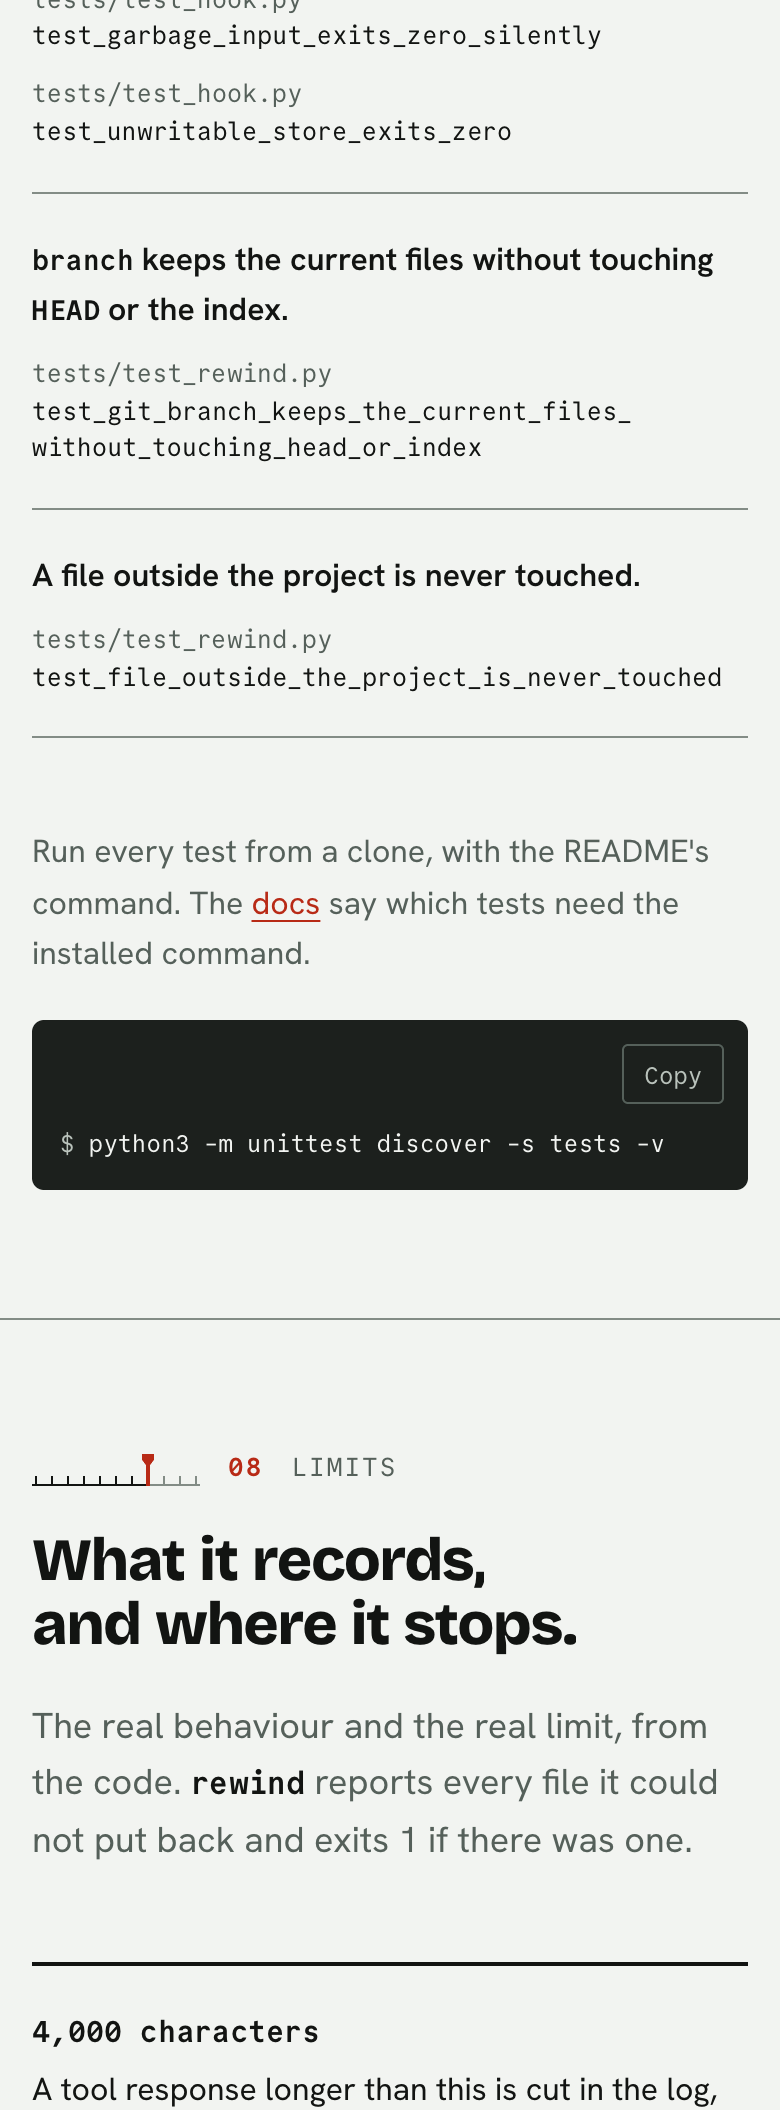 tests/test_hook.py
test_garbage_input_exits_zero_silently
tests/test_hook.py
test_unwritable_store_exits_zero
branch keeps the current files without touching
HEAD or the index.
tests/test_rewind.py
test_git_branch_keeps_the_current_files_
without_touching_head_or_index
A file outside the project is never touched.
tests/test_rewind.py
test_file_outside_the_project_is_never_touched
Run every test from a clone, with the README's
command. The docs say which tests need the
installed command.
Copy
$ python3 -m unittest discover -s tests -v
08 LIMITS
What it records,
and where it stops.
The real behaviour and the real limit, from
the code. rewind reports every file it could
not put back and exits 1 if there was one.
4,000 characters
A tool response longer than this is cut in the log,